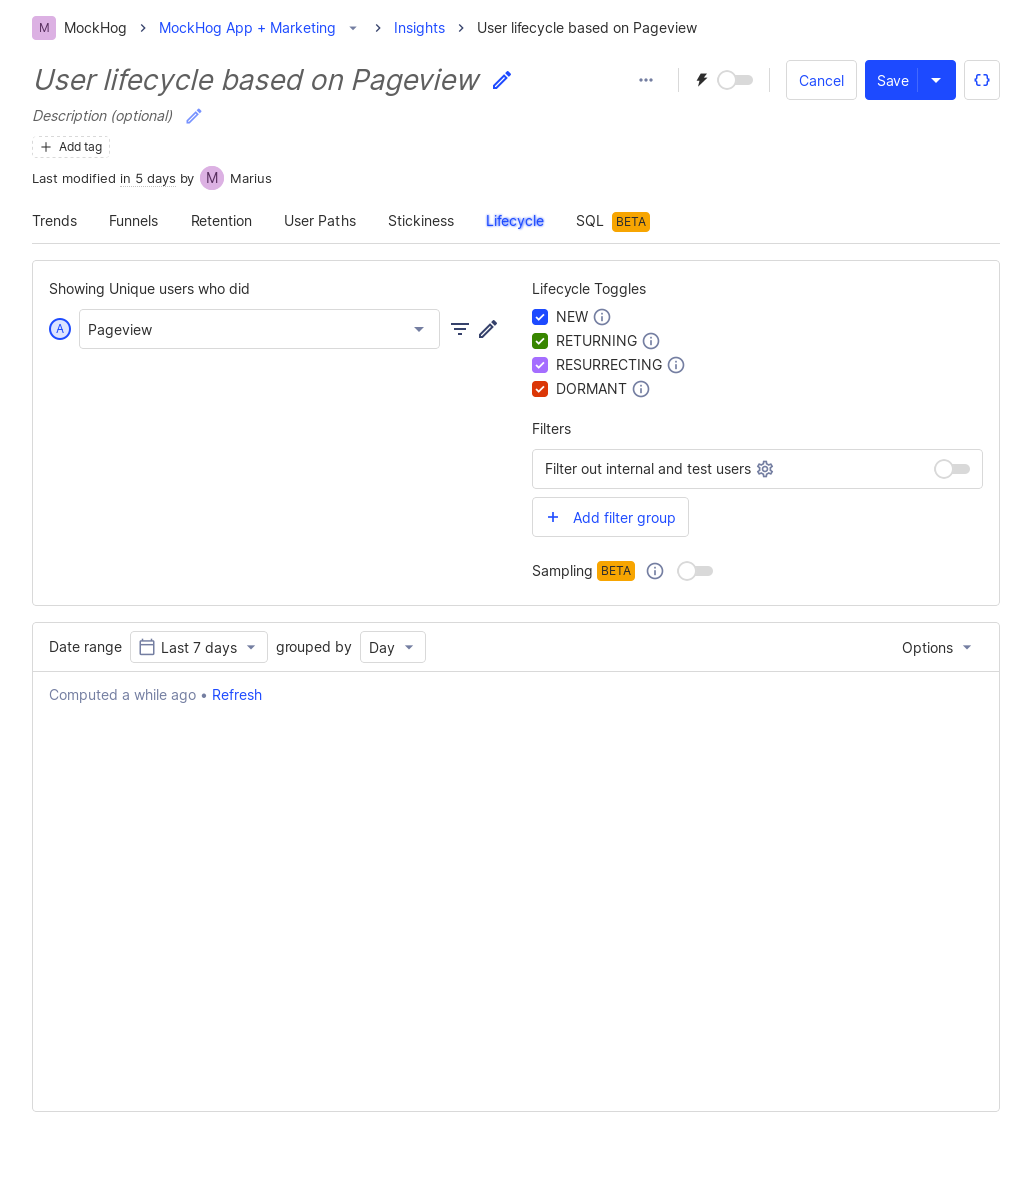 M MockHog MockHog App + Marketing Insights User lifecycle based on Pageview
User lifecycle based on Pageview
Cancel Save
Description (optional)
Add tag
Last modified in 5 days by M Marius
Trends Funnels Retention User Paths Stickiness Lifecycle SQL BETA
Showing Unique users who did
A Pageview
Lifecycle Toggles
NEW
RETURNING
RESURRECTING
DORMANT
Filters
Filter out internal and test users
Add filter group
Sampling BETA
Date range Last 7 days grouped by Day Options
Computed a while ago • Refresh